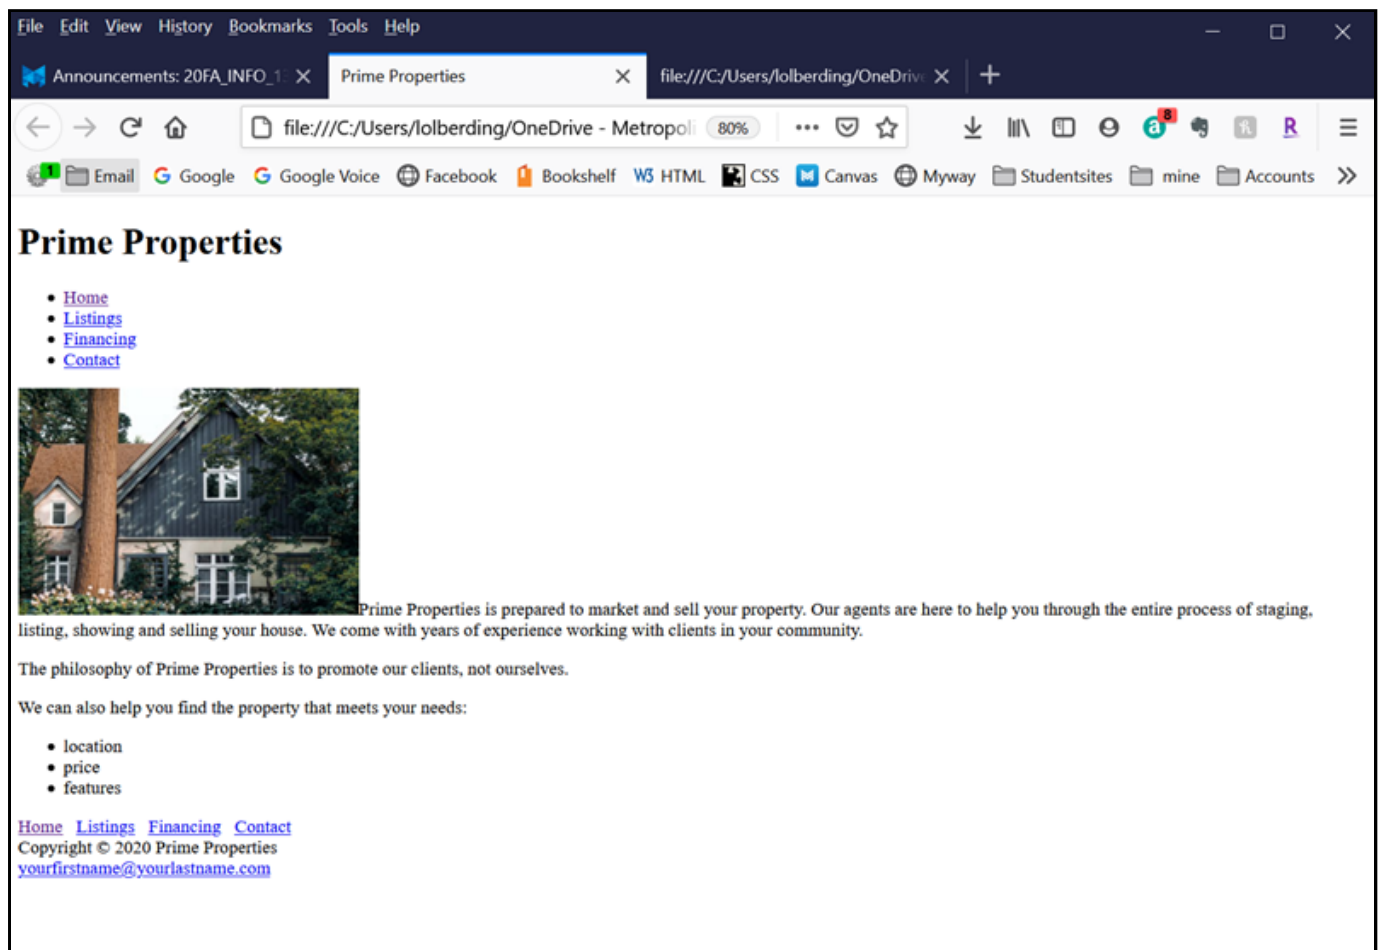 File Edit View History Bookmarks Tools Help
Announcements: 20FA_INFO_1
Prime Properties
file:///C:/Users/lolberding/OneDrive
file:///C:/Users/lolberding/OneDrive - Metropoli 80%
8
1 Email Google Google Voice Facebook Bookshelf W3 HTML CSS Canvas Myway Studentsites mine Accounts
Prime Properties
Home
Listings
Financing
Contact
Prime Properties is prepared to market and sell your property. Our agents are here to help you through the entire process of staging,
listing, showing and selling your house. We come with years of experience working with clients in your community.
The philosophy of Prime Properties is to promote our clients, not ourselves.
We can also help you find the property that meets your needs:
location
price
features
Home Listings Financing Contact
Copyright © 2020 Prime Properties
yourfirstname@yourlastname.com